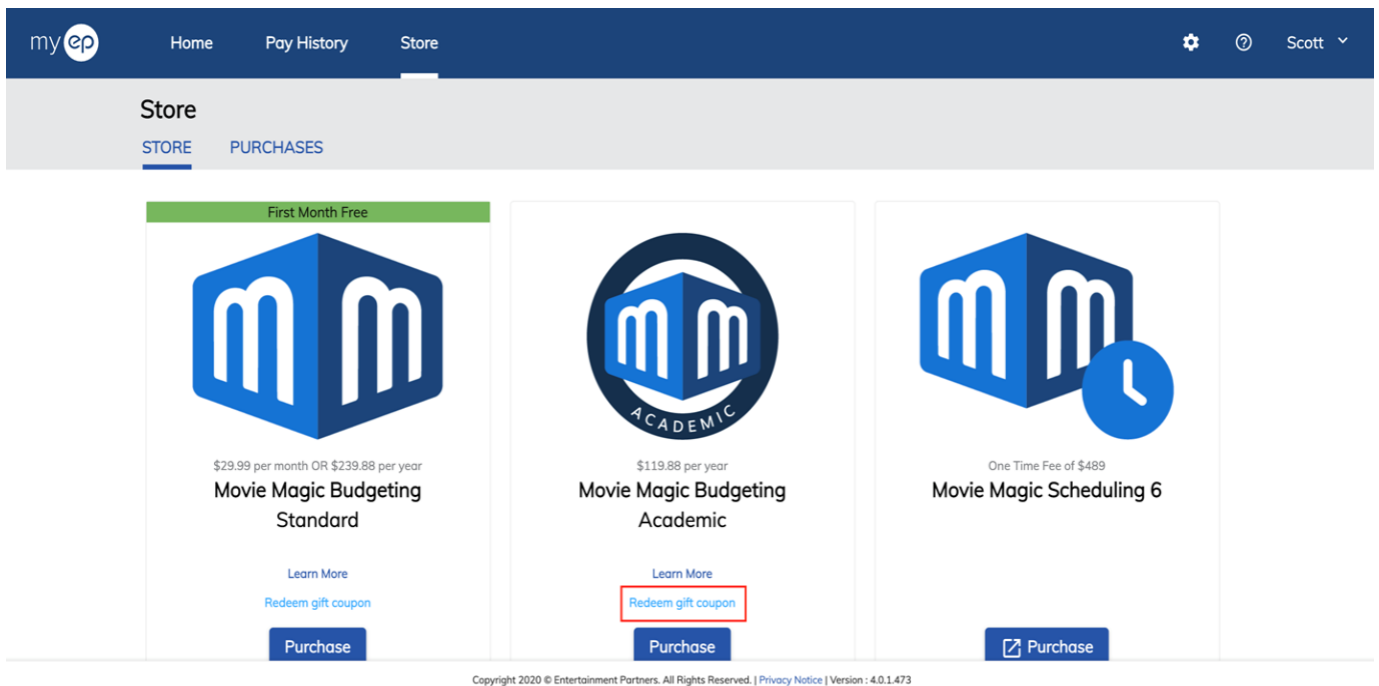 my ep Home Pay History Store Scott
Store
STORE PURCHASES
First Month Free
$29.99 per month OR $239.88 per year
Movie Magic Budgeting
Standard
Learn More
Redeem gift coupon
Purchase
mm
ACADEMIC
$119.88 per year
Movie Magic Budgeting
Academic
Learn More
Redeem gift coupon
Purchase
mm
One Time Fee of $489
Movie Magic Scheduling 6
Purchase
Copyright 2020 © Entertainment Partners. All Rights Reserved. | Privacy Notice | Version : 4.0.1.473